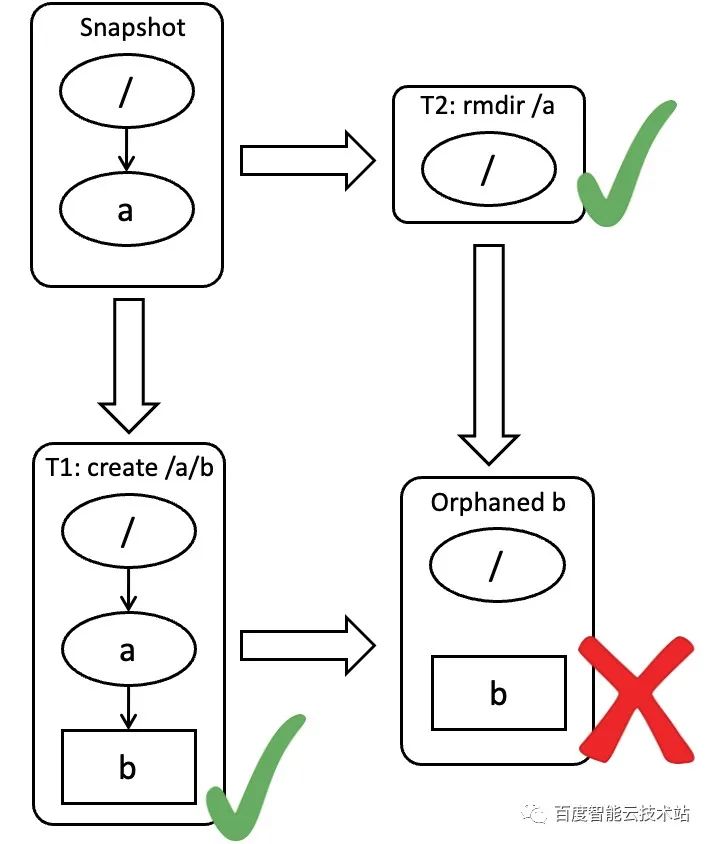 Snapshot
/
a
T2: rmdir /a
/
T1: create /a/b
/
a
b
Orphaned b
/
b
百度智能云技术站